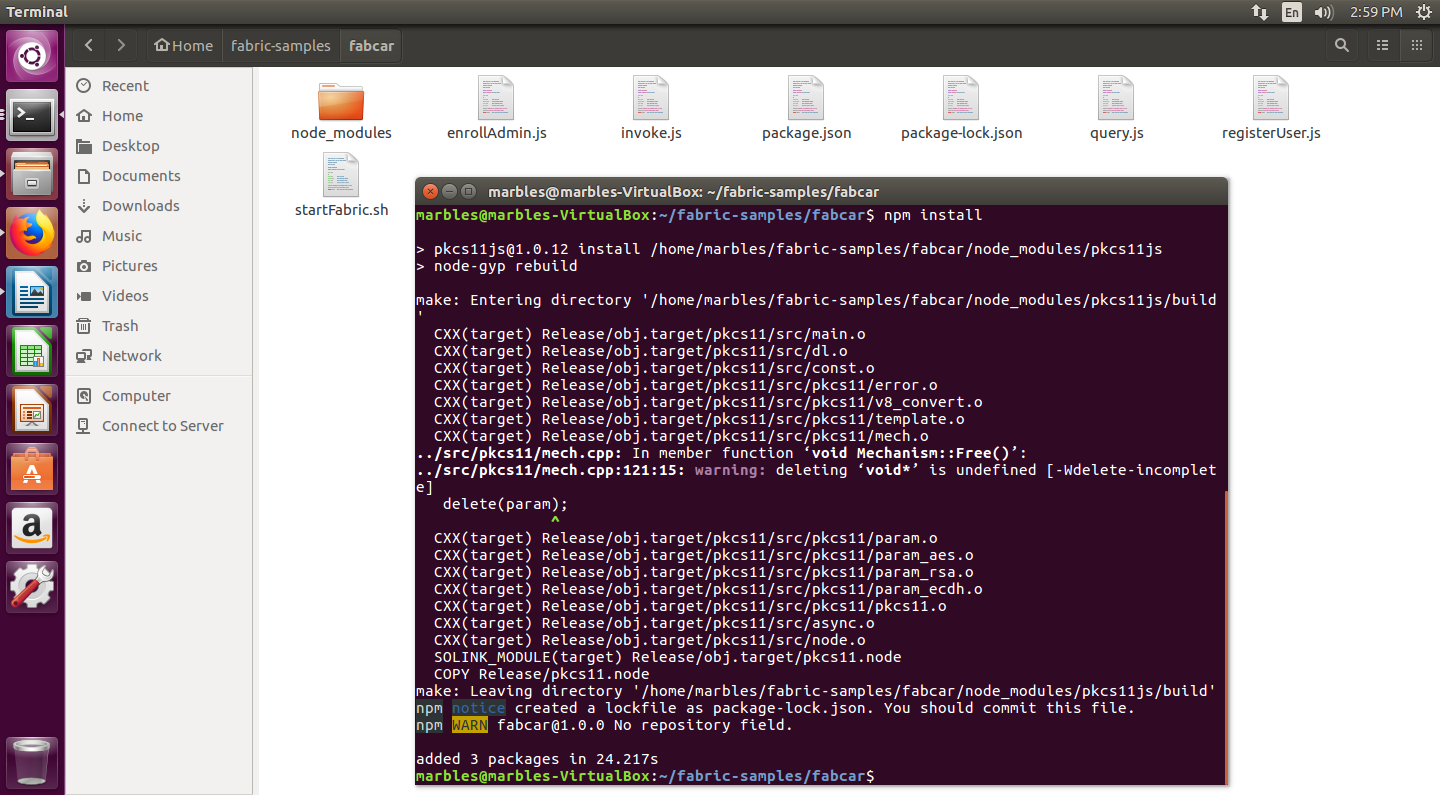 Terminal
En
2:59 PM
Home
fabric-samples
fabcar
Recent
Home
Desktop
Documents
Downloads
Music
Pictures
Videos
Trash
Network
Computer
Connect to Server
node_modules
enrollAdmin.js
invoke.js
package.json
package-lock.json
query.js
registerUser.js
startFabric.sh
marbles@marbles-VirtualBox: ~/fabric-samples/fabcar
marbles@marbles-VirtualBox:~/fabric-samples/fabcar$ npm install
> pkcs11js@1.0.12 install /home/marbles/fabric-samples/fabcar/node_modules/pkcs11js
> node-gyp rebuild
make: Entering directory '/home/marbles/fabric-samples/fabcar/node_modules/pkcs11js/build
'
CXX(target) Release/obj.target/pkcs11/src/main.o
CXX(target) Release/obj.target/pkcs11/src/dl.o
CXX(target) Release/obj.target/pkcs11/src/const.o
CXX(target) Release/obj.target/pkcs11/src/pkcs11/error.o
CXX(target) Release/obj.target/pkcs11/src/pkcs11/v8_convert.o
CXX(target) Release/obj.target/pkcs11/src/pkcs11/template.o
CXX(target) Release/obj.target/pkcs11/src/pkcs11/mech.o
../src/pkcs11/mech.cpp: In member function ‘void Mechanism::Free()’:
../src/pkcs11/mech.cpp:121:15: warning: deleting ‘void*’ is undefined [-Wdelete-incomplet
e]
delete(param);
^
CXX(target) Release/obj.target/pkcs11/src/pkcs11/param.o
CXX(target) Release/obj.target/pkcs11/src/pkcs11/param_aes.o
CXX(target) Release/obj.target/pkcs11/src/pkcs11/param_rsa.o
CXX(target) Release/obj.target/pkcs11/src/pkcs11/param_ecdh.o
CXX(target) Release/obj.target/pkcs11/src/pkcs11/pkcs11.o
CXX(target) Release/obj.target/pkcs11/src/async.o
CXX(target) Release/obj.target/pkcs11/src/node.o
SOLINK_MODULE(target) Release/obj.target/pkcs11.node
COPY Release/pkcs11.node
make: Leaving directory '/home/marbles/fabric-samples/fabcar/node_modules/pkcs11js/build'
npm notice created a lockfile as package-lock.json. You should commit this file.
npm WARN fabcar@1.0.0 No repository field.
added 3 packages in 24.217s
marbles@marbles-VirtualBox:~/fabric-samples/fabcar$